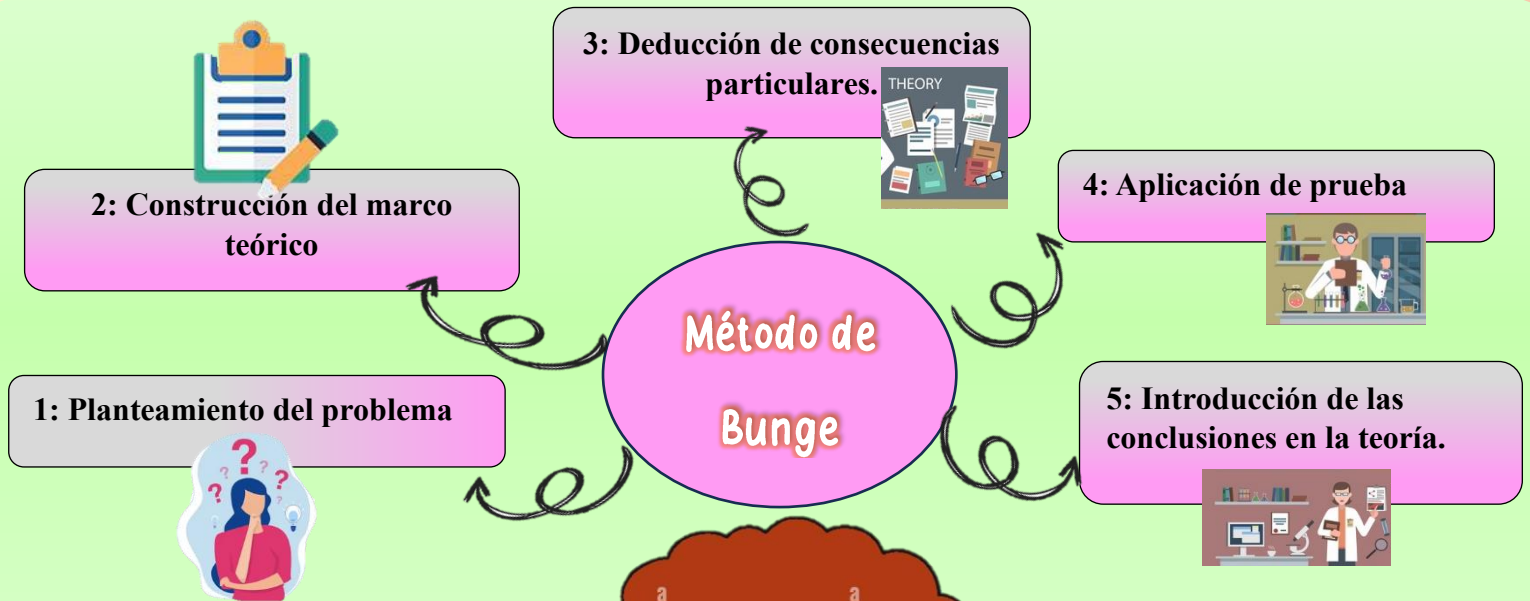 3: Deducción de consecuencias
particulares.
THEORY
2: Construcción del marco
teórico
4: Aplicación de prueba
Método de
Bunge
1: Planteamiento del problema
5: Introducción de las
conclusiones en la teoría.
a a